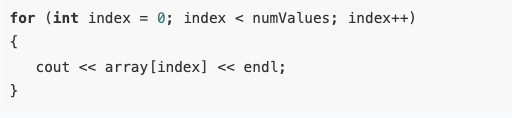 for (int index = 0; index < numValues; index++)
{
   cout << array[index] << endl;
}